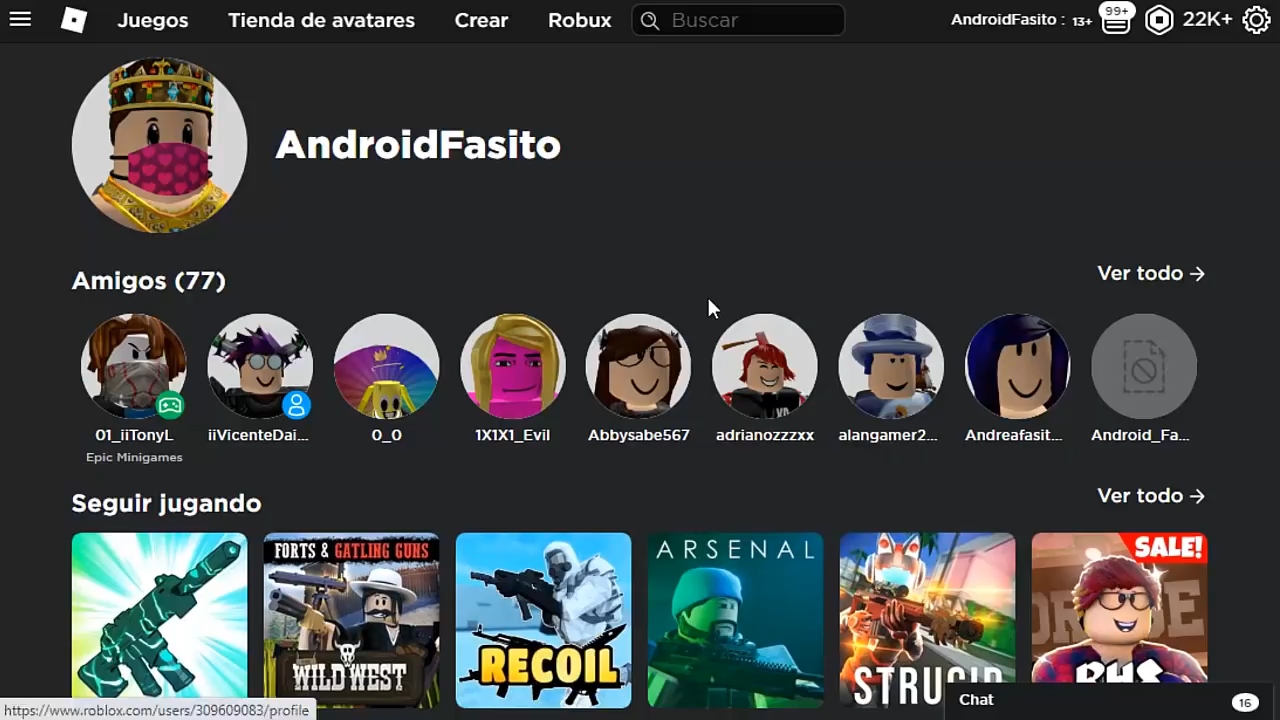 Juegos Tienda de avatares Crear Robux Buscar AndroidFasito : 13+ 99+ 22K+
AndroidFasito
Amigos (77) Ver todo →
01_iiTonyL iiVicenteDai... 0_0 1X1X1_Evil Abbysabe567 adrianozzzxx alangamer2... Andreafasit... Android_Fa...
Epic Minigames
Seguir jugando Ver todo →
FORTS & GATLING GUNS
WILD WEST
RECOIL
ARSENAL
STRUCID
SALE!
RHS
Chat 16
https://www.roblox.com/users/309609083/profile